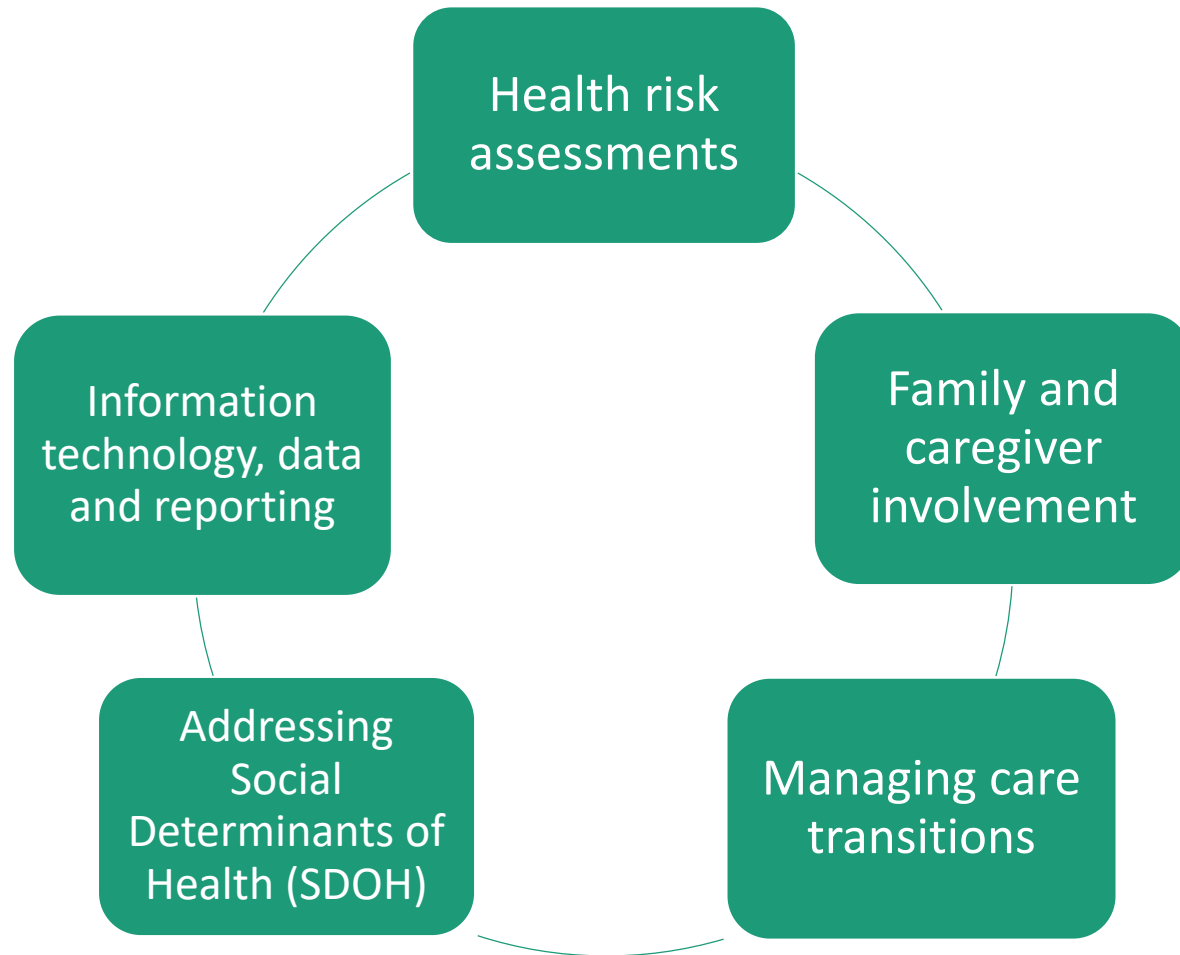 Health risk
assessments
Family and
caregiver
involvement
Managing care
transitions
Addressing
Social
Determinants of
Health (SDOH)
Information
technology, data
and reporting